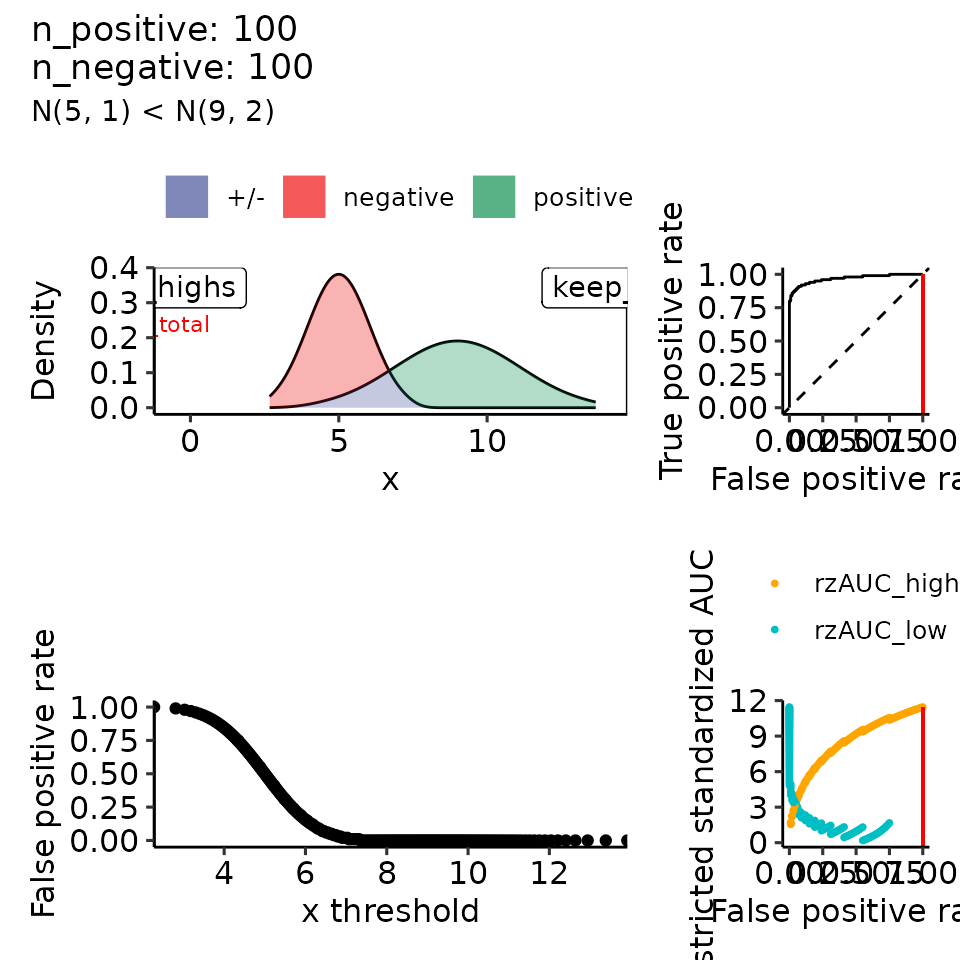 n_positive: 100
n_negative: 100
N(5, 1) < N(9, 2)
+/- negative positive
Density
0.4
0.3
0.2
0.1
0.0
highs
total
keep
0 5 10
x
True positive rate
1.00
0.75
0.50
0.25
0.00
False positive ra
False positive rate
1.00
0.75
0.50
0.25
0.00
4 6 8 10 12
x threshold
rzAUC_high
rzAUC_low
stricted standardized AUC
12
9
6
3
0
False positive ra